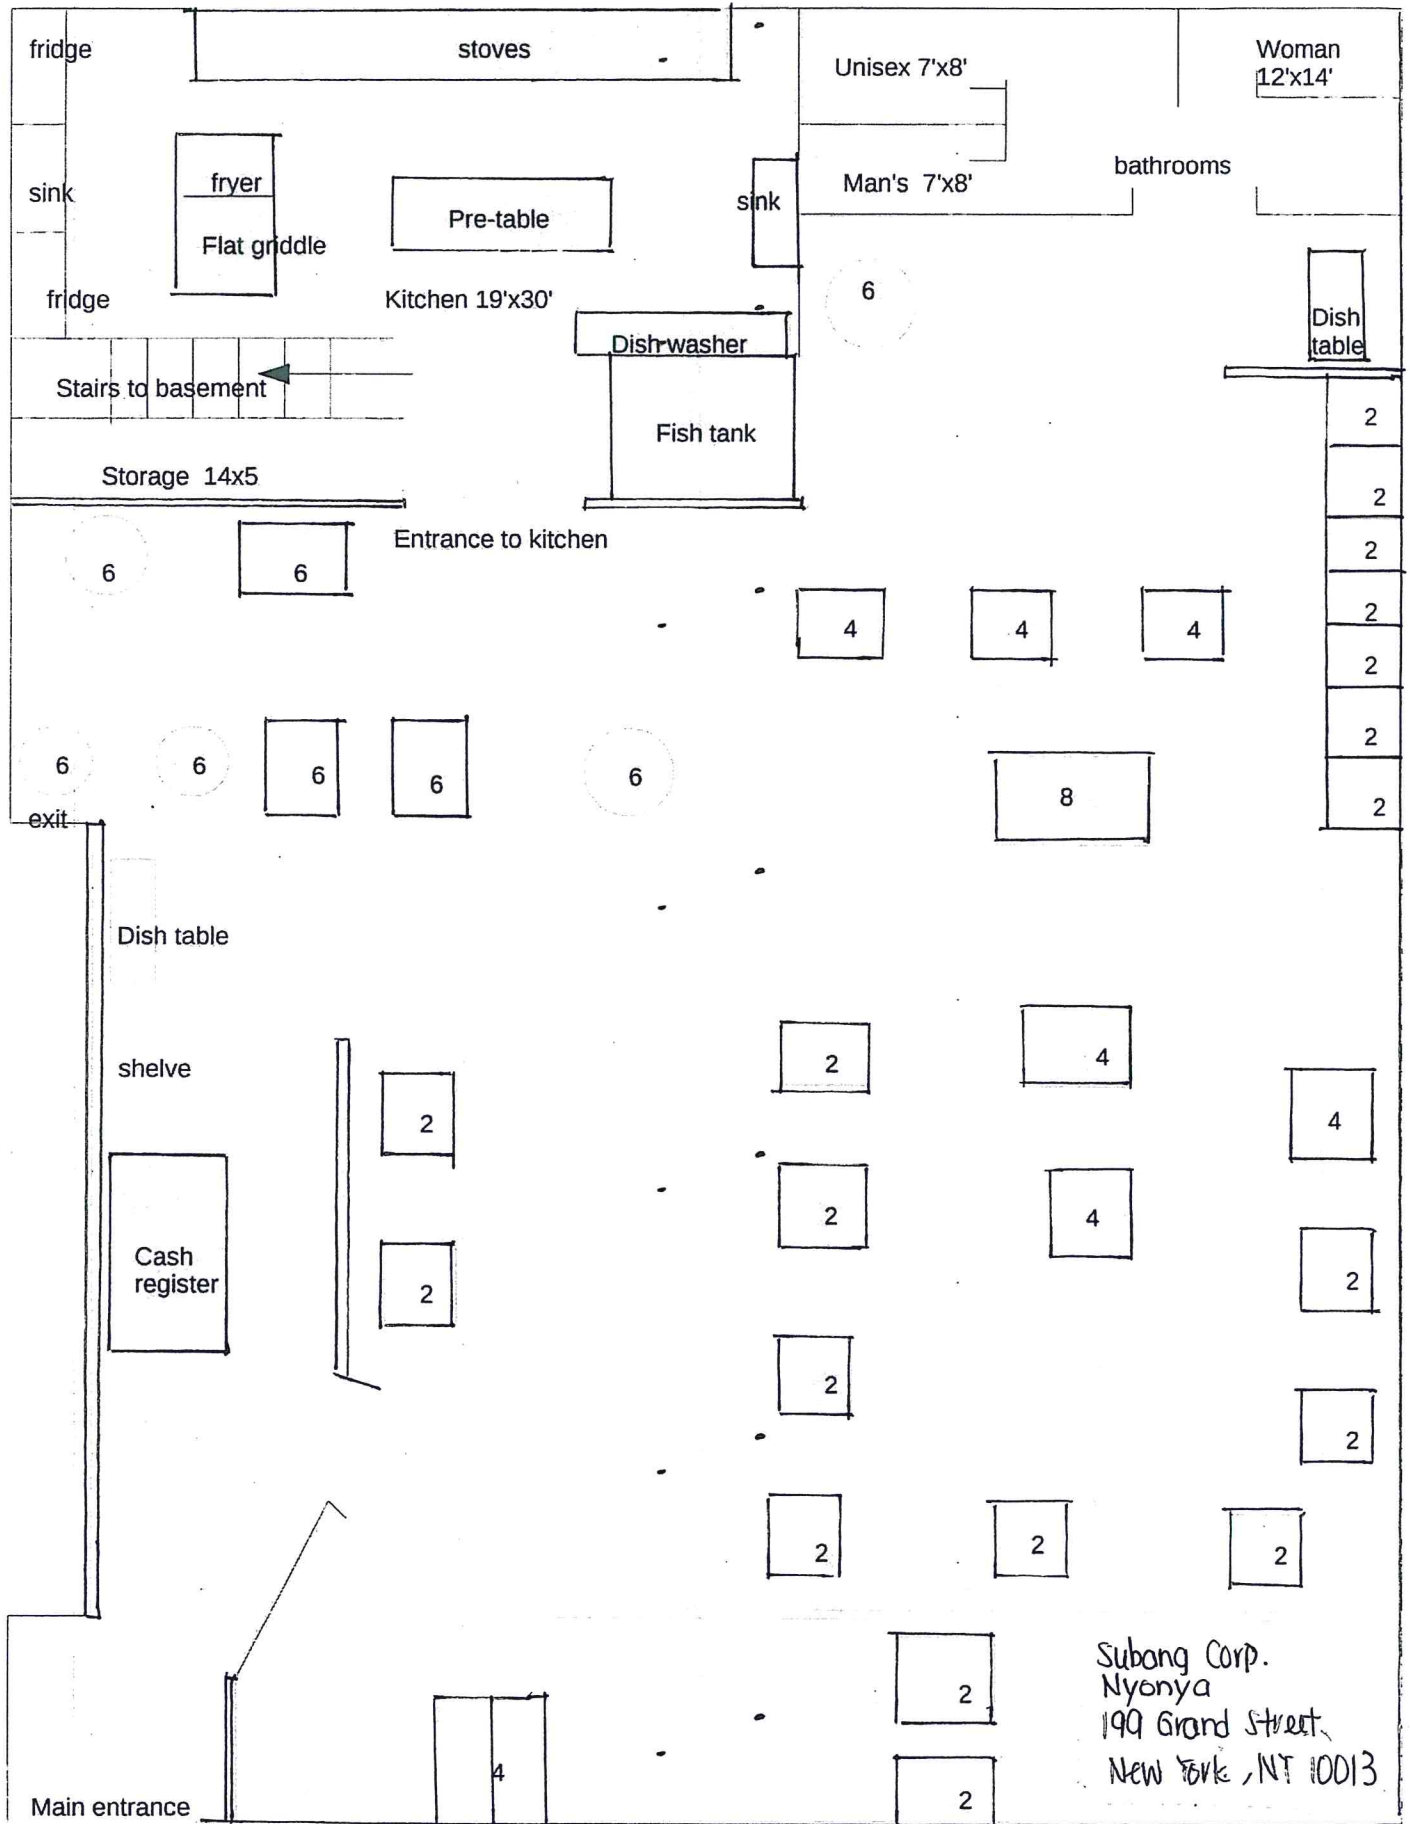 fridge
stoves
Unisex 7'x8'
Woman
12'x14'
sink
fryer
Pre-table
sink
Man's 7'x8'
bathrooms
Flat griddle
fridge
Kitchen 19'x30'
6
Dish washer
Dish
table
Stairs to basement
Fish tank
2
Storage 14x5
2
Entrance to kitchen
2
6
6
2
4
4
4
2
6
6
6
6
6
2
8
2
exit
Dish table
shelve
2
4
2
4
2
4
Cash
register
2
2
2
2
2
2
2
2
Subang Corp.
Nyonya
199 Grand Street,
New York, NY 10013
2
4
2
Main entrance